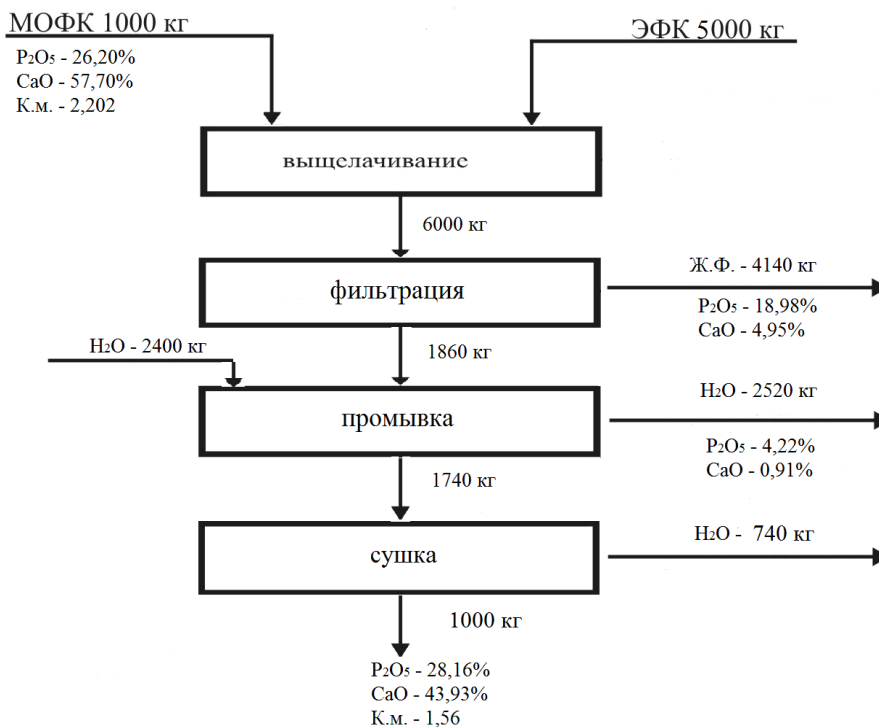 МОФК 1000 кг
ЭФК 5000 кг
P₂O₅ - 26,20%
CaO - 57,70%
К.м. - 2,202
выщелачивание
6000 кг
Ж.Ф. - 4140 кг
фильтрация
P₂O₅ - 18,98%
CaO - 4,95%
H₂O - 2400 кг
1860 кг
H₂O - 2520 кг
промывка
P₂O₅ - 4,22%
CaO - 0,91%
1740 кг
H₂O - 740 кг
сушка
1000 кг
P₂O₅ - 28,16%
CaO - 43,93%
К.м. - 1,56